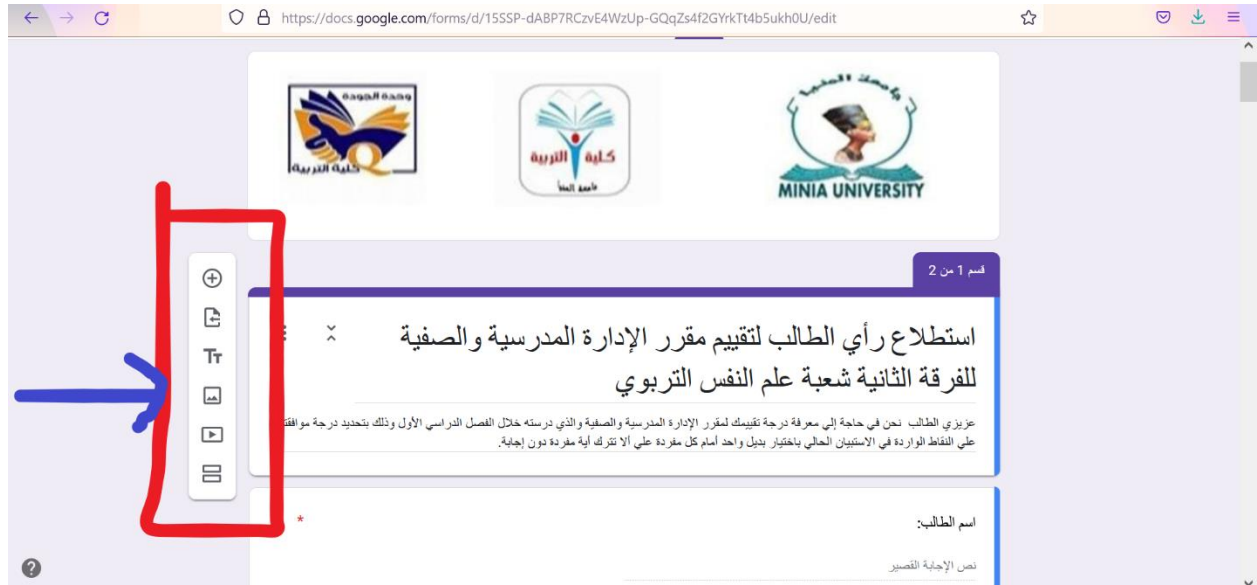 https://docs.google.com/forms/d/15SSP-dABP7RCzvE4WzUp-GQqZs4f2GYrkTt4b5ukh0U/edit
وحدة الجودة
كلية التربية
كلية التربية
جامعة المنيا
جامعة المنيا
MINIA UNIVERSITY
قسم 1 من 2
استطلاع رأي الطالب لتقييم مقرر الإدارة المدرسية والصفية
للفرقة الثانية شعبة علم النفس التربوي
عزيزي الطالب نحن في حاجة إلي معرفة درجة تقييمك لمقرر الإدارة المدرسية والصفية والذي درسته خلال الفصل الدراسي الأول وذلك بتحديد درجة موافقتك
علي النقاط الواردة في الاستبيان الحالي باختيار بديل واحد أمام كل مفردة علي ألا تترك أية مفردة دون إجابة.
اسم الطالب: *
نص الإجابة القصير